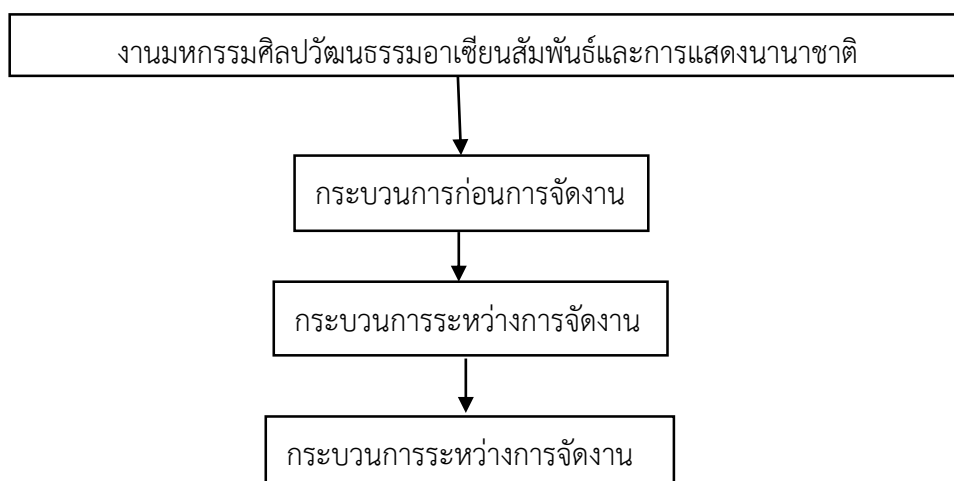 งานมหกรรมศิลปวัฒนธรรมอาเซียนสัมพันธ์และการแสดงนานาชาติ
กระบวนการก่อนการจัดงาน
กระบวนการระหว่างการจัดงาน
กระบวนการระหว่างการจัดงาน